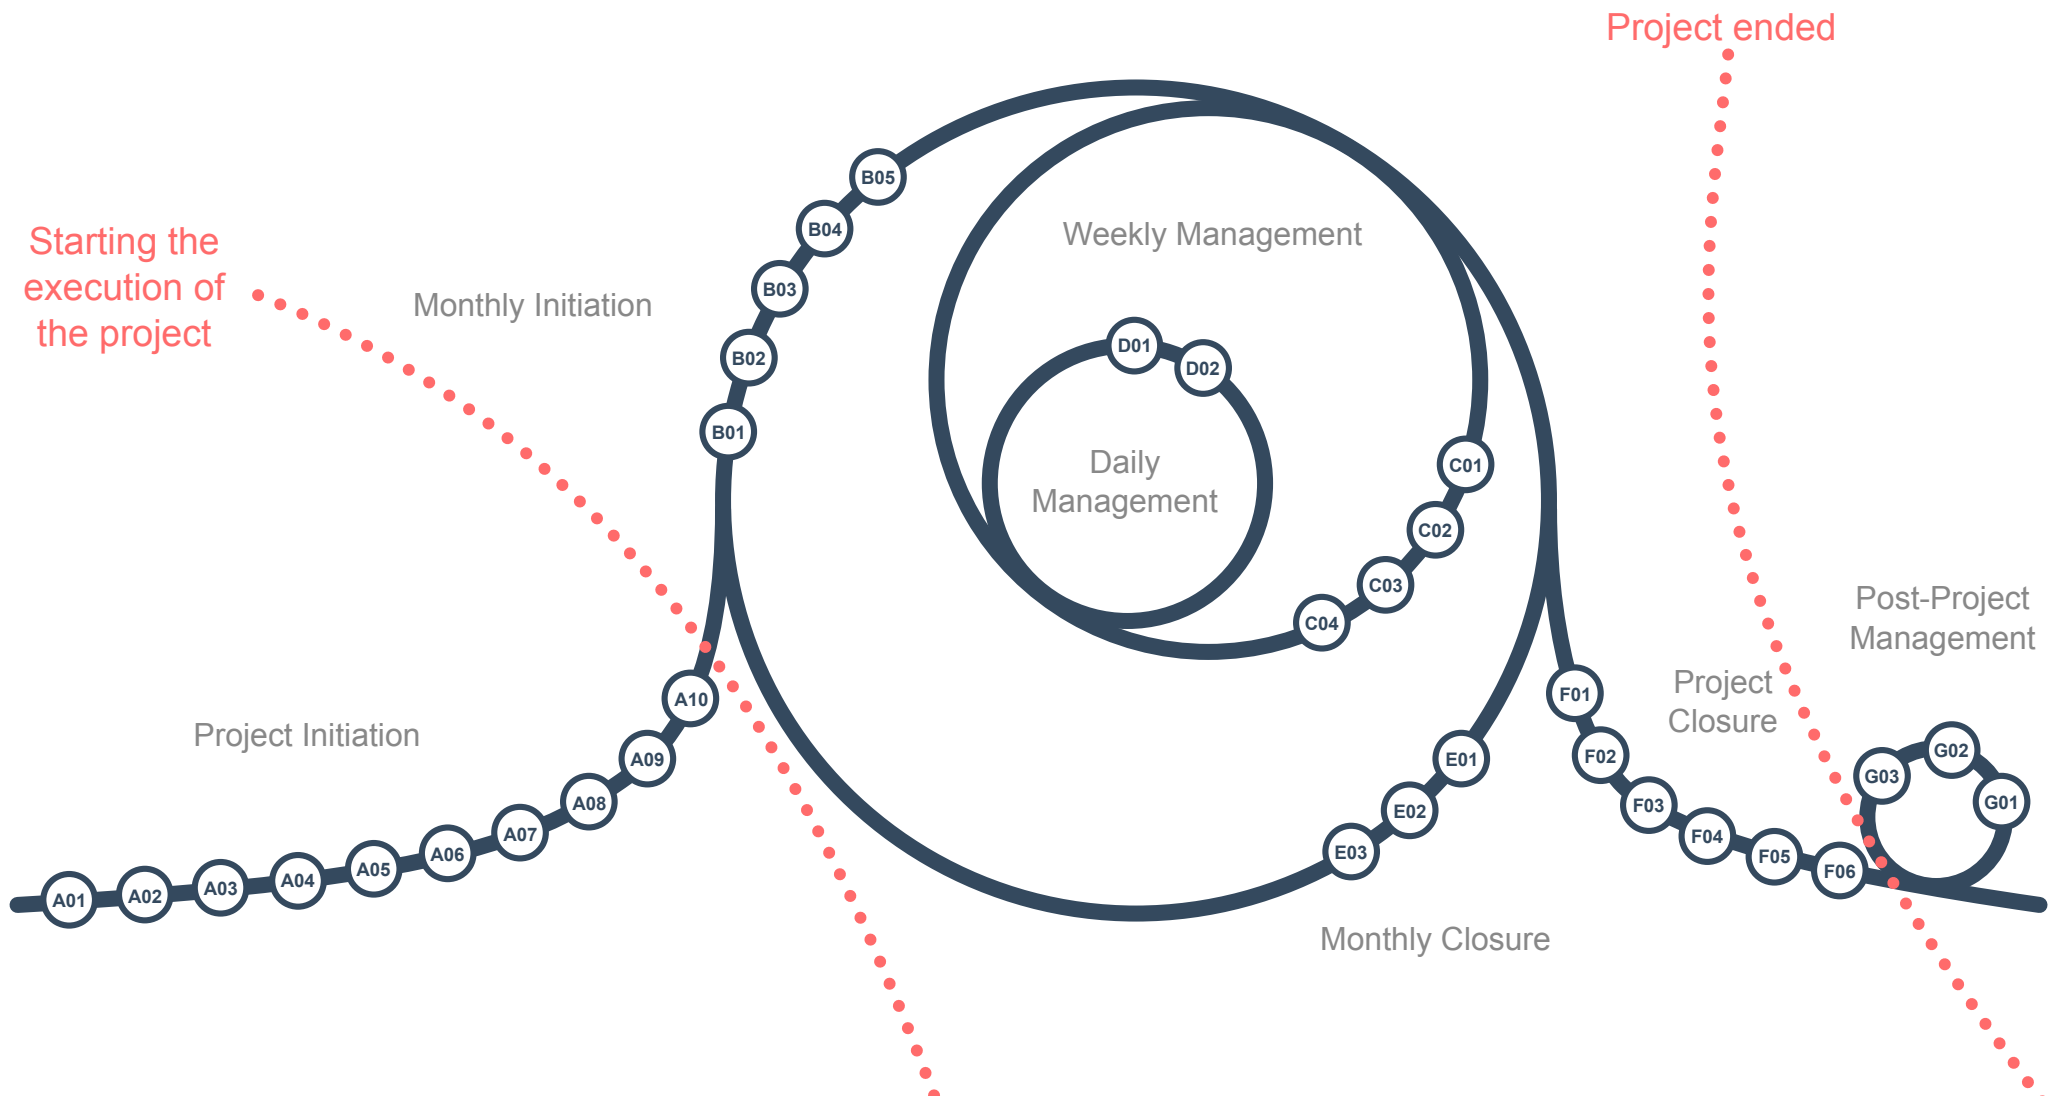 Project ended
Starting the
execution of
the project
Monthly Initiation
B05
B04
B03
B02
B01
Weekly Management
D01
D02
Daily
Management
C01
C02
C03
C04
Project Initiation
A01
A02
A03
A04
A05
A06
A07
A08
A09
A10
E01
E02
E03
Monthly Closure
F01
F02
F03
F04
F05
F06
Project
Closure
Post-Project
Management
G03
G02
G01